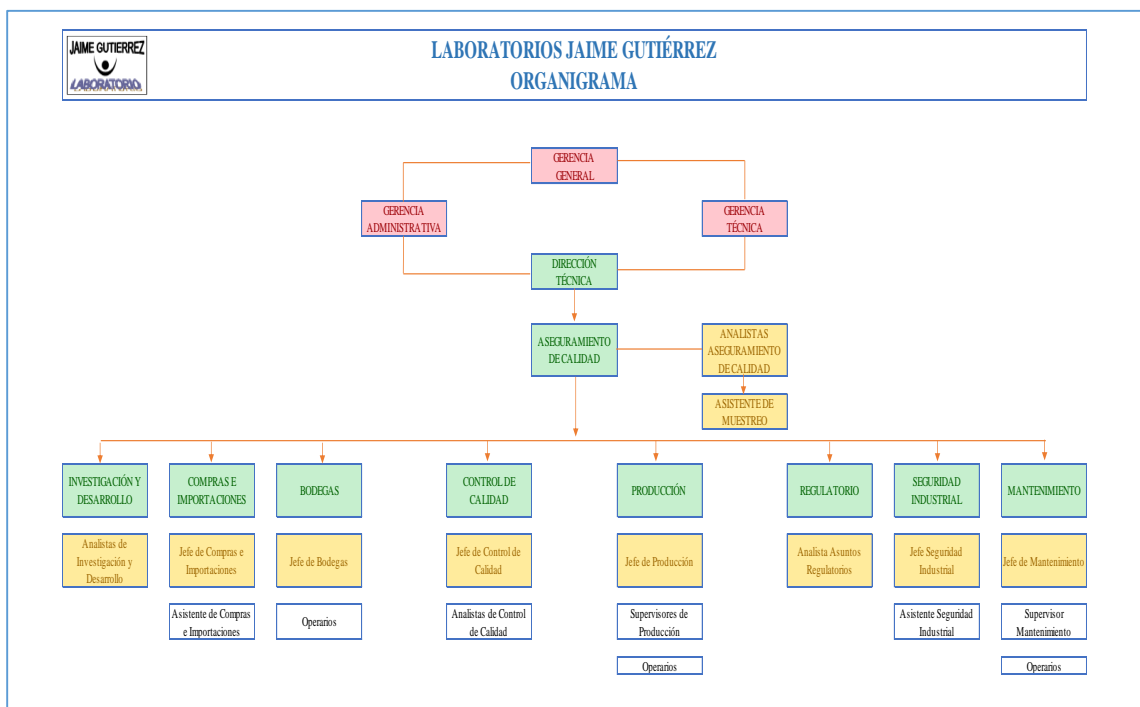 JAIME GUTIERREZ
LABORATORIO
LABORATORIOS JAIME GUTIÉRREZ
ORGANIGRAMA
GERENCIA
GENERAL
GERENCIA
ADMINISTRATIVA
GERENCIA
TÉCNICA
DIRECCIÓN
TÉCNICA
ASEGURAMIENTO
DE CALIDAD
ANALISTAS
ASEGURAMIENTO
DE CALIDAD
ASISTENTE DE
MUESTREO
INVESTIGACIÓN Y
DESARROLLO
COMPRAS E
IMPORTACIONES
BODEGAS
CONTROL DE
CALIDAD
PRODUCCIÓN
REGULATORIO
SEGURIDAD
INDUSTRIAL
MANTENIMIENTO
Analistas de
Investigación y
Desarrollo
Jefe de Compras e
Importaciones
Jefe de Bodegas
Jefe de Control de
Calidad
Jefe de Producción
Analista Asuntos
Regulatorios
Jefe Seguridad
Industrial
Jefe de Mantenimiento
Asistente de Compras
e Importaciones
Operarios
Analistas de Control
de Calidad
Supervisores de
Producción
Asistente Seguridad
Industrial
Supervisor
Mantenimiento
Operarios
Operarios